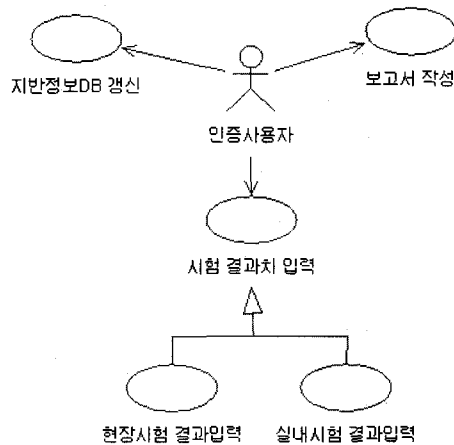 지반정보DB 갱신
보고서 작성
인증사용자
시험 결과치 입력
현장시험 결과입력
실내시험 결과입력